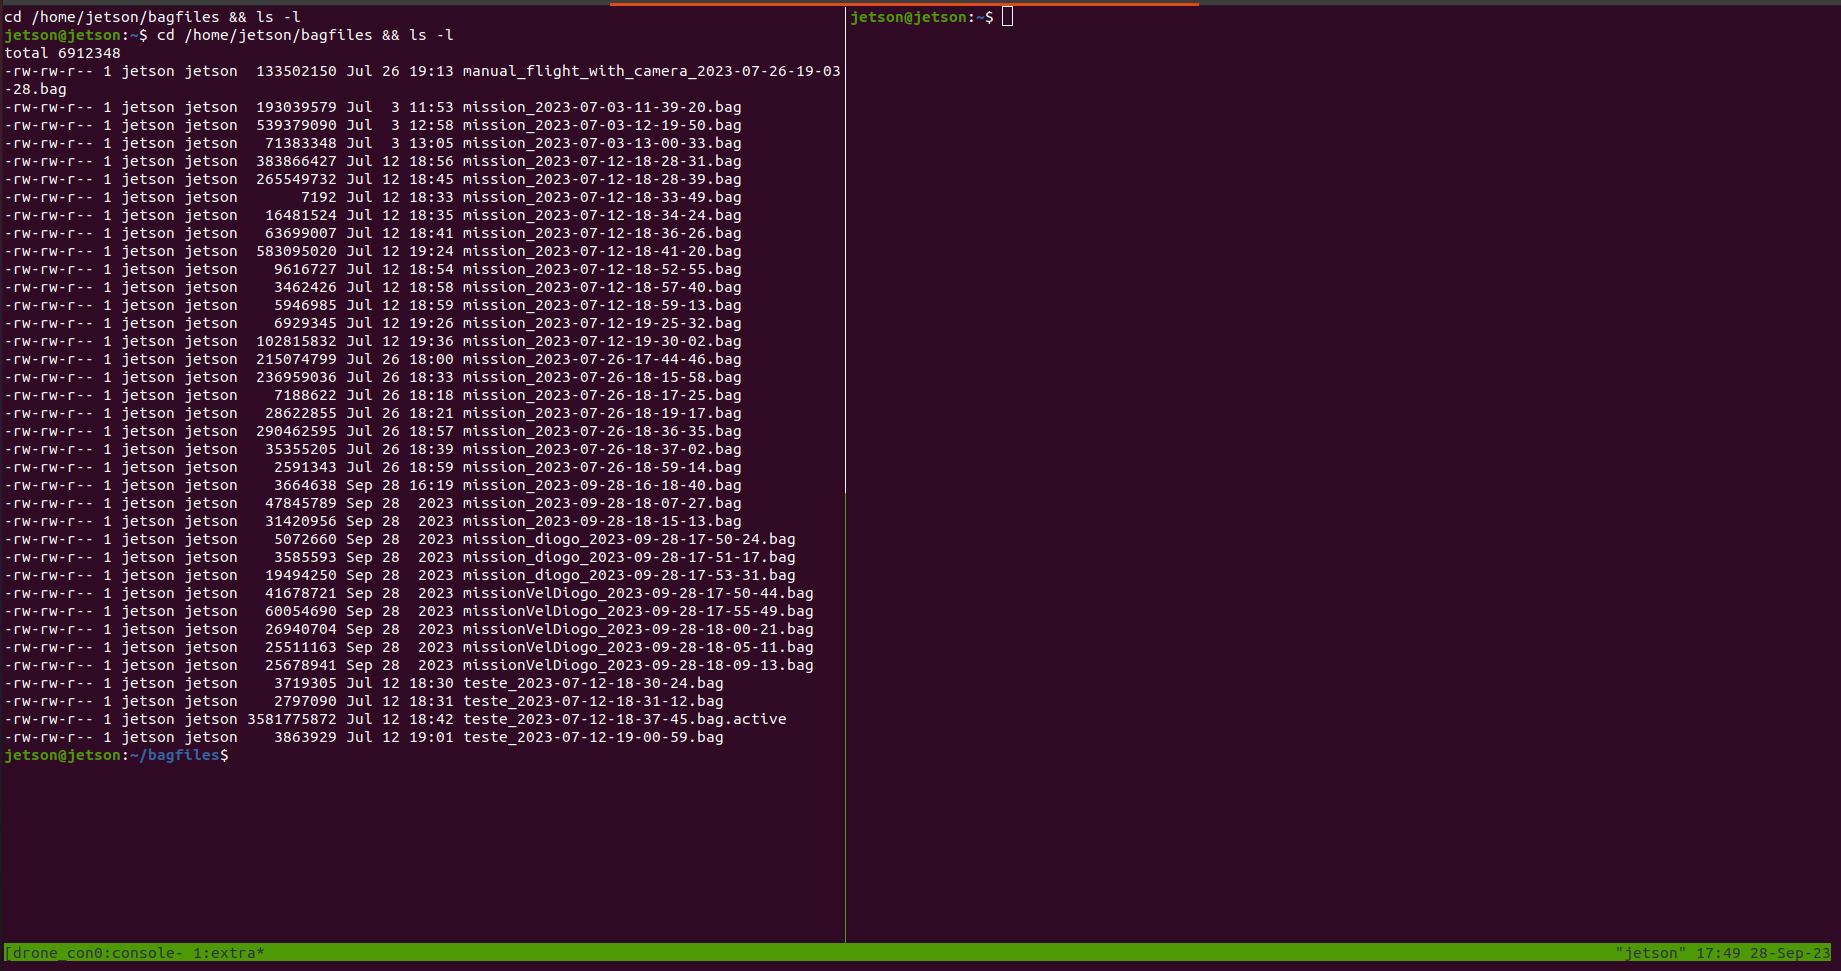 cd /home/jetson/bagfiles && ls -l
jetson@jetson:~$ cd /home/jetson/bagfiles && ls -l
total 6912348
-rw-rw-r-- 1 jetson jetson  133502150 Jul 26 19:13 manual_flight_with_camera_2023-07-26-19-03
-28.bag
-rw-rw-r-- 1 jetson jetson  193039579 Jul  3 11:53 mission_2023-07-03-11-39-20.bag
-rw-rw-r-- 1 jetson jetson  539379090 Jul  3 12:58 mission_2023-07-03-12-19-50.bag
-rw-rw-r-- 1 jetson jetson   71383348 Jul  3 13:05 mission_2023-07-03-13-00-33.bag
-rw-rw-r-- 1 jetson jetson  383866427 Jul 12 18:56 mission_2023-07-12-18-28-31.bag
-rw-rw-r-- 1 jetson jetson  265549732 Jul 12 18:45 mission_2023-07-12-18-28-39.bag
-rw-rw-r-- 1 jetson jetson       7192 Jul 12 18:33 mission_2023-07-12-18-33-49.bag
-rw-rw-r-- 1 jetson jetson   16481524 Jul 12 18:35 mission_2023-07-12-18-34-24.bag
-rw-rw-r-- 1 jetson jetson   63699007 Jul 12 18:41 mission_2023-07-12-18-36-26.bag
-rw-rw-r-- 1 jetson jetson  583095020 Jul 12 19:24 mission_2023-07-12-18-41-20.bag
-rw-rw-r-- 1 jetson jetson    9616727 Jul 12 18:54 mission_2023-07-12-18-52-55.bag
-rw-rw-r-- 1 jetson jetson    3462426 Jul 12 18:58 mission_2023-07-12-18-57-40.bag
-rw-rw-r-- 1 jetson jetson    5946985 Jul 12 18:59 mission_2023-07-12-18-59-13.bag
-rw-rw-r-- 1 jetson jetson    6929345 Jul 12 19:26 mission_2023-07-12-19-25-32.bag
-rw-rw-r-- 1 jetson jetson  102815832 Jul 12 19:36 mission_2023-07-12-19-30-02.bag
-rw-rw-r-- 1 jetson jetson  215074799 Jul 26 18:00 mission_2023-07-26-17-44-46.bag
-rw-rw-r-- 1 jetson jetson  236959036 Jul 26 18:33 mission_2023-07-26-18-15-58.bag
-rw-rw-r-- 1 jetson jetson    7188622 Jul 26 18:18 mission_2023-07-26-18-17-25.bag
-rw-rw-r-- 1 jetson jetson   28622855 Jul 26 18:21 mission_2023-07-26-18-19-17.bag
-rw-rw-r-- 1 jetson jetson  290462595 Jul 26 18:57 mission_2023-07-26-18-36-35.bag
-rw-rw-r-- 1 jetson jetson   35355205 Jul 26 18:39 mission_2023-07-26-18-37-02.bag
-rw-rw-r-- 1 jetson jetson    2591343 Jul 26 18:59 mission_2023-07-26-18-59-14.bag
-rw-rw-r-- 1 jetson jetson    3664638 Sep 28 16:19 mission_2023-09-28-16-18-40.bag
-rw-rw-r-- 1 jetson jetson   47845789 Sep 28  2023 mission_2023-09-28-18-07-27.bag
-rw-rw-r-- 1 jetson jetson   31420956 Sep 28  2023 mission_2023-09-28-18-15-13.bag
-rw-rw-r-- 1 jetson jetson    5072660 Sep 28  2023 mission_diogo_2023-09-28-17-50-24.bag
-rw-rw-r-- 1 jetson jetson    3585593 Sep 28  2023 mission_diogo_2023-09-28-17-51-17.bag
-rw-rw-r-- 1 jetson jetson   19494250 Sep 28  2023 mission_diogo_2023-09-28-17-53-31.bag
-rw-rw-r-- 1 jetson jetson   41678721 Sep 28  2023 missionVelDiogo_2023-09-28-17-50-44.bag
-rw-rw-r-- 1 jetson jetson   60054690 Sep 28  2023 missionVelDiogo_2023-09-28-17-55-49.bag
-rw-rw-r-- 1 jetson jetson   26940704 Sep 28  2023 missionVelDiogo_2023-09-28-18-00-21.bag
-rw-rw-r-- 1 jetson jetson   25511163 Sep 28  2023 missionVelDiogo_2023-09-28-18-05-11.bag
-rw-rw-r-- 1 jetson jetson   25678941 Sep 28  2023 missionVelDiogo_2023-09-28-18-09-13.bag
-rw-rw-r-- 1 jetson jetson    3719305 Jul 12 18:30 teste_2023-07-12-18-30-24.bag
-rw-rw-r-- 1 jetson jetson    2797090 Jul 12 18:31 teste_2023-07-12-18-31-12.bag
-rw-rw-r-- 1 jetson jetson 3581775872 Jul 12 18:42 teste_2023-07-12-18-37-45.bag.active
-rw-rw-r-- 1 jetson jetson    3863929 Jul 12 19:01 teste_2023-07-12-19-00-59.bag
jetson@jetson:~/bagfiles$
jetson@jetson:~$
[drone_con0:console- 1:extra*
"jetson" 17:49 28-Sep-23